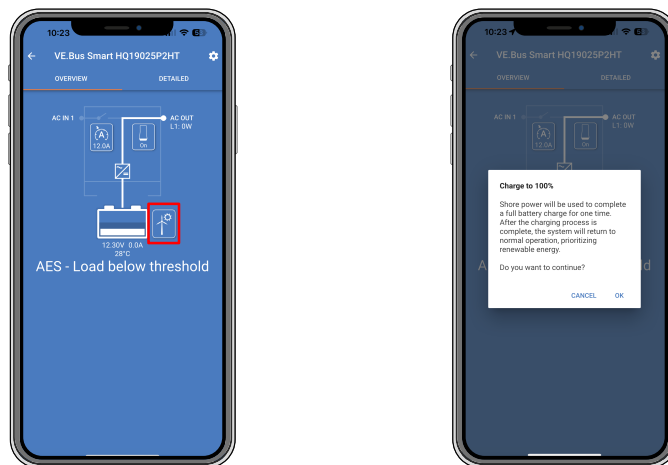 10:23
VE.Bus Smart HQ19025P2HT
OVERVIEW DETAILED
AC IN 1
AC OUT
L1: 0W
12.0A
On
12.30V 0.0A
28°C
AES - Load below threshold
10:23
VE.Bus Smart HQ19025P2HT
OVERVIEW DETAILED
AC IN 1
AC OUT
L1: 0W
12.0A
On
Charge to 100%
Shore power will be used to complete
a full battery charge for one time.
After the charging process is
complete, the system will return to
normal operation, prioritizing
renewable energy.
Do you want to continue?
CANCEL OK